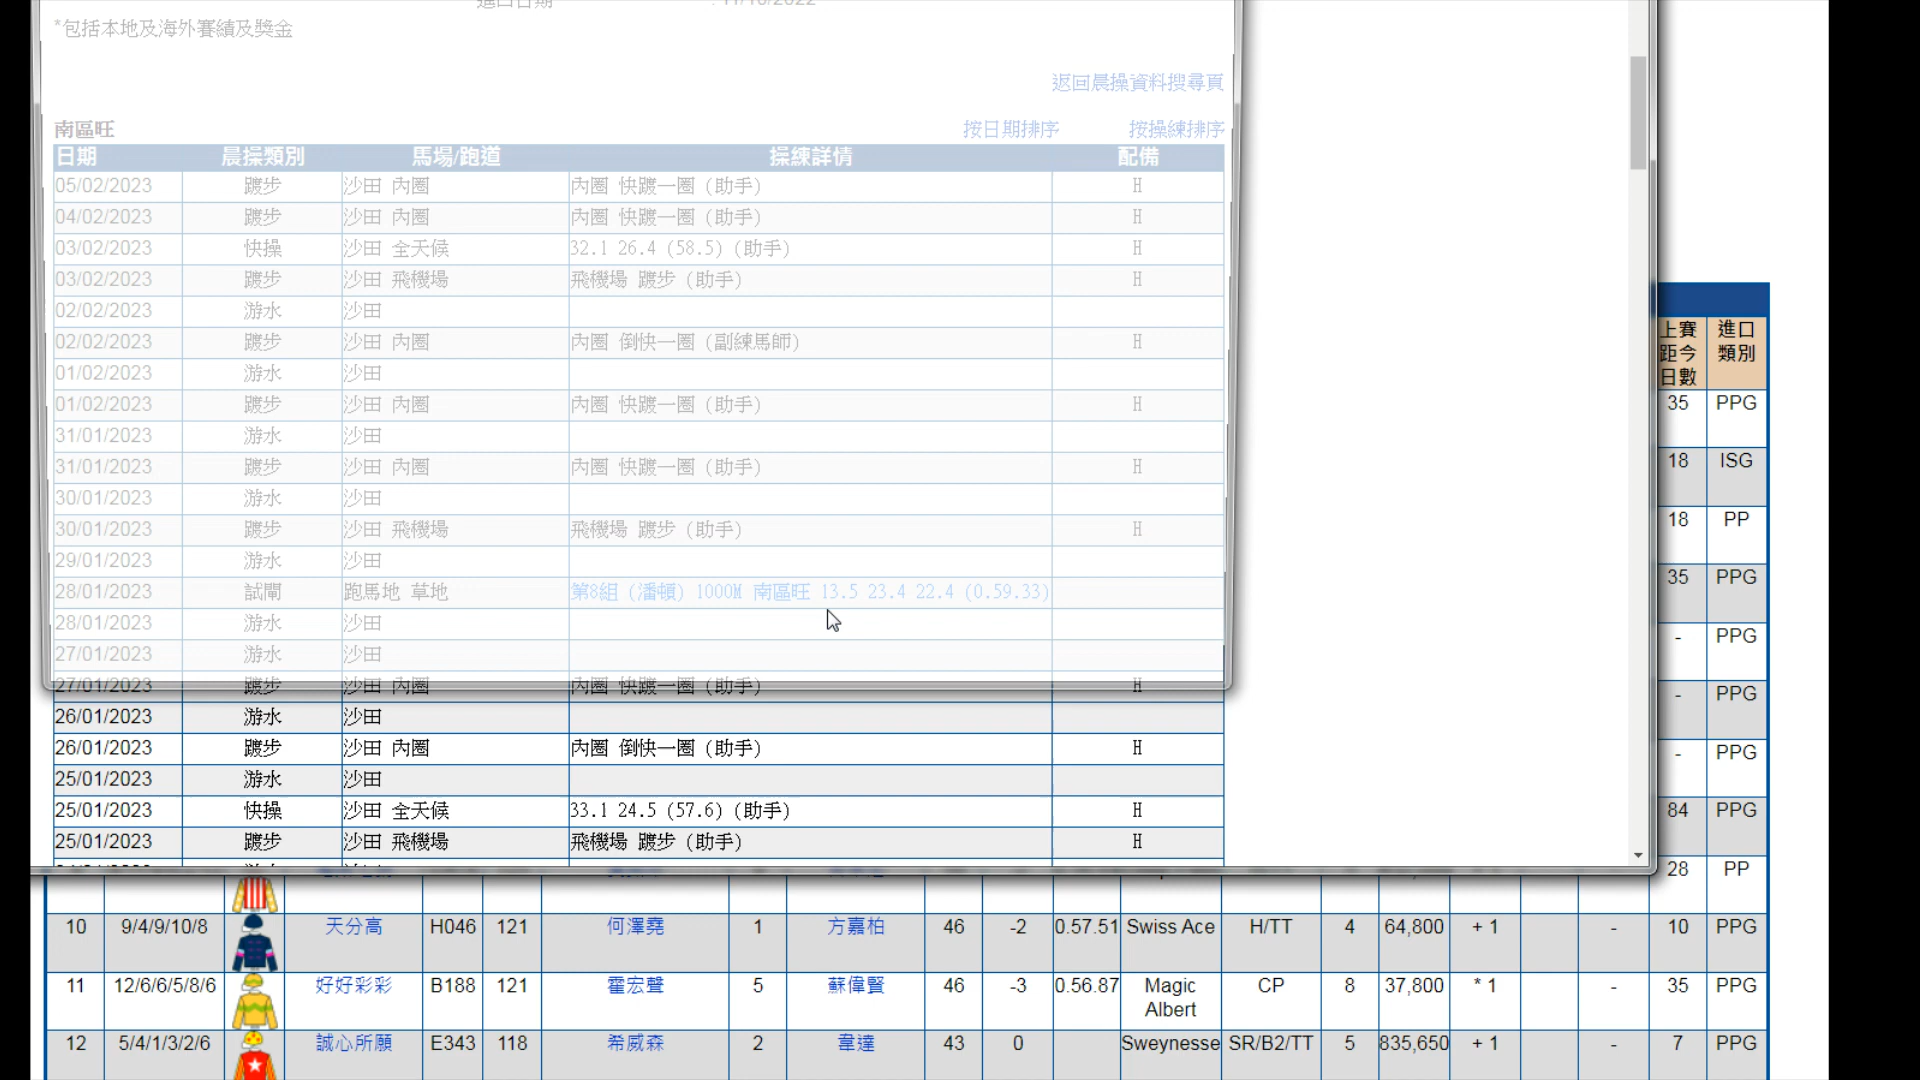 進口日期 : 11/10/2022
*包括本地及海外賽績及獎金
返回晨操資料搜尋頁
南區旺 按日期排序 按操練排序
日期 晨操類別 馬場/跑道 操練詳情 配備
05/02/2023 踱步 沙田 內圈 內圈 快踱一圈 (助手) H
04/02/2023 踱步 沙田 內圈 內圈 快踱一圈 (助手) H
03/02/2023 快操 沙田 全天候 32.1 26.4 (58.5) (助手) H
03/02/2023 踱步 沙田 飛機場 飛機場 踱步 (助手) H
02/02/2023 游水 沙田
02/02/2023 踱步 沙田 內圈 內圈 倒快一圈 (副練馬師) H
01/02/2023 游水 沙田
01/02/2023 踱步 沙田 內圈 內圈 快踱一圈 (助手) H
31/01/2023 游水 沙田
31/01/2023 踱步 沙田 內圈 內圈 快踱一圈 (助手) H
30/01/2023 游水 沙田
30/01/2023 踱步 沙田 飛機場 飛機場 踱步 (助手) H
29/01/2023 游水 沙田
28/01/2023 試閘 跑馬地 草地 第8組 (潘頓) 1000M 南區旺 13.5 23.4 22.4 (0.59.33)
28/01/2023 游水 沙田
27/01/2023 游水 沙田
27/01/2023 踱步 沙田 內圈 內圈 快踱一圈 (助手) H
26/01/2023 游水 沙田
26/01/2023 踱步 沙田 內圈 內圈 倒快一圈 (助手) H
25/01/2023 游水 沙田
25/01/2023 快操 沙田 全天候 33.1 24.5 (57.6) (助手) H
25/01/2023 踱步 沙田 飛機場 飛機場 踱步 (助手) H
上賽 進口
距今 類別
日數
35 PPG
18 ISG
18 PP
35 PPG
- PPG
- PPG
- PPG
84 PPG
28 PP
10 9/4/9/10/8 天分高 H046 121 何澤堯 1 方嘉柏 46 -2 0.57.51 Swiss Ace H/TT 4 64,800 + 1 - 10 PPG
11 12/6/6/5/8/6 好好彩彩 B188 121 霍宏聲 5 蘇偉賢 46 -3 0.56.87 Magic CP 8 37,800 * 1 - 35 PPG
Albert
12 5/4/1/3/2/6 誠心所願 E343 118 希威森 2 韋達 43 0 Sweynesse SR/B2/TT 5 835,650 + 1 - 7 PPG